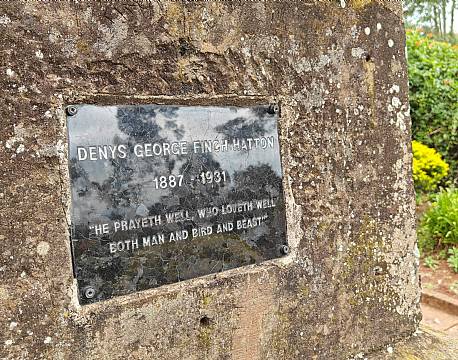 DENYS GEORGE FINCH HATTON
1887 - 1931
"HE PRAYETH WELL, WHO LOVETH WELL
BOTH MAN AND BIRD AND BEAST"